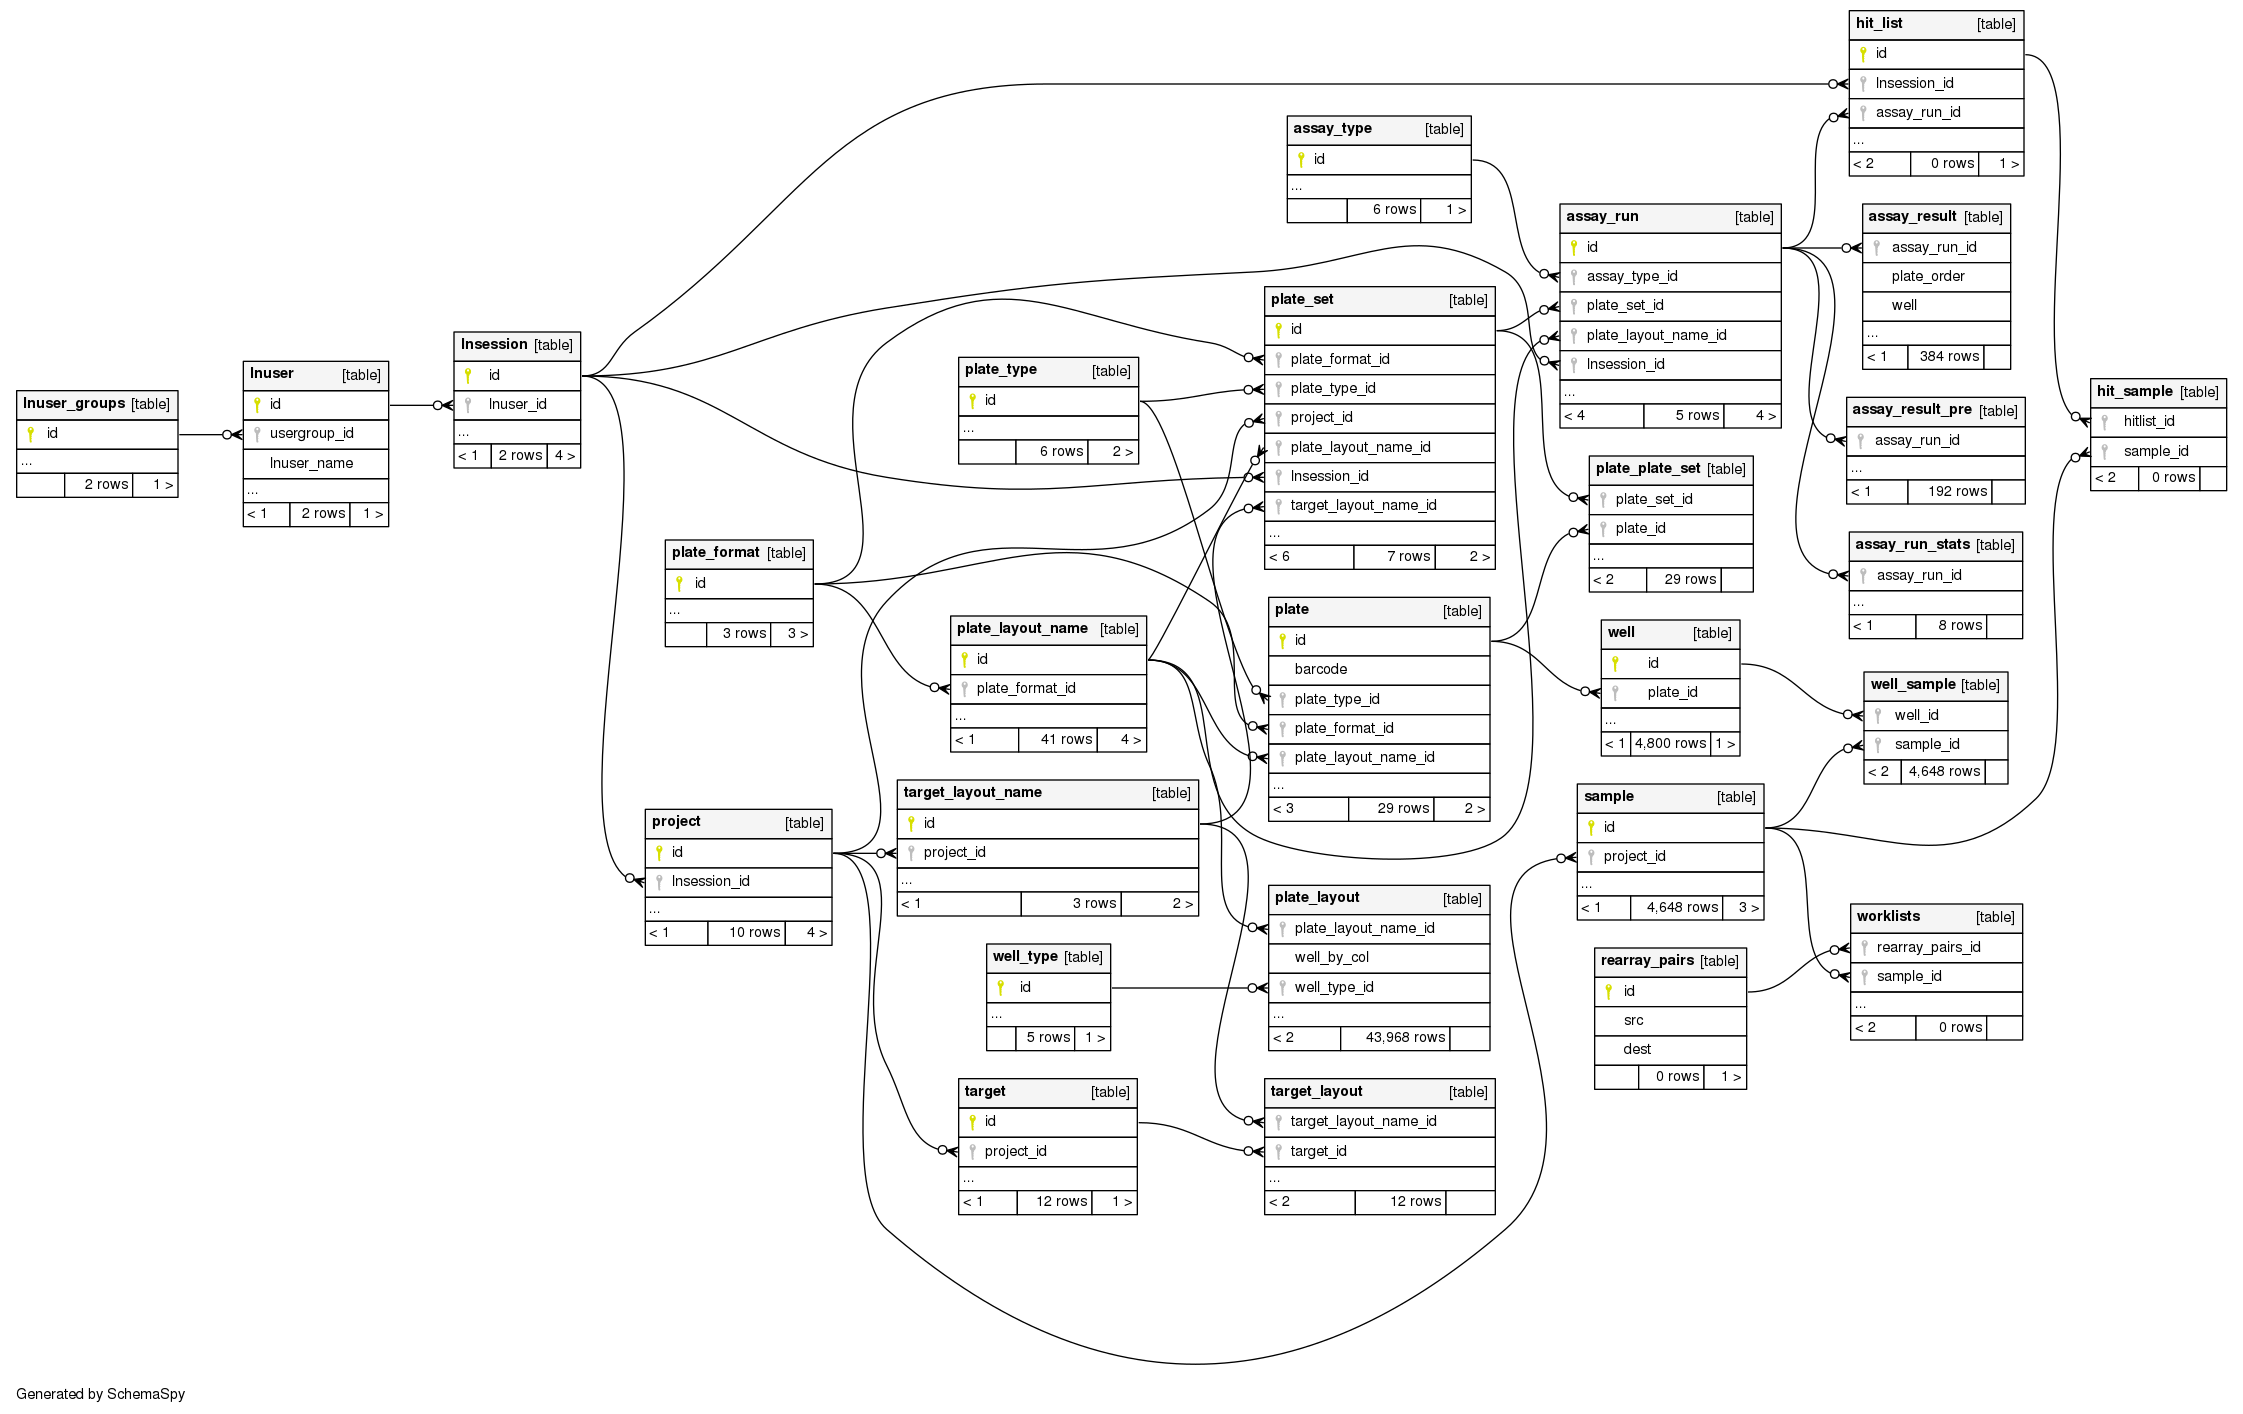 hit_list [table]
id
lnsession_id
assay_run_id
...
< 2 0 rows 1 >
assay_type [table]
id
...
6 rows 1 >
assay_run [table]
id
assay_type_id
plate_set_id
plate_layout_name_id
lnsession_id
...
< 4 5 rows 4 >
assay_result [table]
assay_run_id
plate_order
well
...
< 1 384 rows
plate_set [table]
id
plate_format_id
plate_type_id
project_id
plate_layout_name_id
lnsession_id
target_layout_name_id
...
< 6 7 rows 2 >
lnsession [table]
id
lnuser_id
...
< 1 2 rows 4 >
plate_type [table]
id
...
6 rows 2 >
lnuser [table]
id
usergroup_id
lnuser_name
...
< 1 2 rows 1 >
lnuser_groups [table]
id
...
2 rows 1 >
hit_sample [table]
hitlist_id
sample_id
< 2 0 rows
assay_result_pre [table]
assay_run_id
...
< 1 192 rows
plate_plate_set [table]
plate_set_id
plate_id
...
< 2 29 rows
assay_run_stats [table]
assay_run_id
...
< 1 8 rows
plate_format [table]
id
...
3 rows 3 >
plate_layout_name [table]
id
plate_format_id
...
< 1 41 rows 4 >
plate [table]
id
barcode
plate_type_id
plate_format_id
plate_layout_name_id
...
< 3 29 rows 2 >
well [table]
id
plate_id
...
< 1 4,800 rows 1 >
well_sample [table]
well_id
sample_id
< 2 4,648 rows
target_layout_name [table]
id
project_id
...
< 1 3 rows 2 >
sample [table]
id
project_id
...
< 1 4,648 rows 3 >
project [table]
id
lnsession_id
...
< 1 10 rows 4 >
plate_layout [table]
plate_layout_name_id
well_by_col
well_type_id
...
< 2 43,968 rows
worklists [table]
rearray_pairs_id
sample_id
...
< 2 0 rows
well_type [table]
id
...
5 rows 1 >
rearray_pairs [table]
id
src
dest
0 rows 1 >
target [table]
id
project_id
...
< 1 12 rows 1 >
target_layout [table]
target_layout_name_id
target_id
...
< 2 12 rows
Generated by SchemaSpy